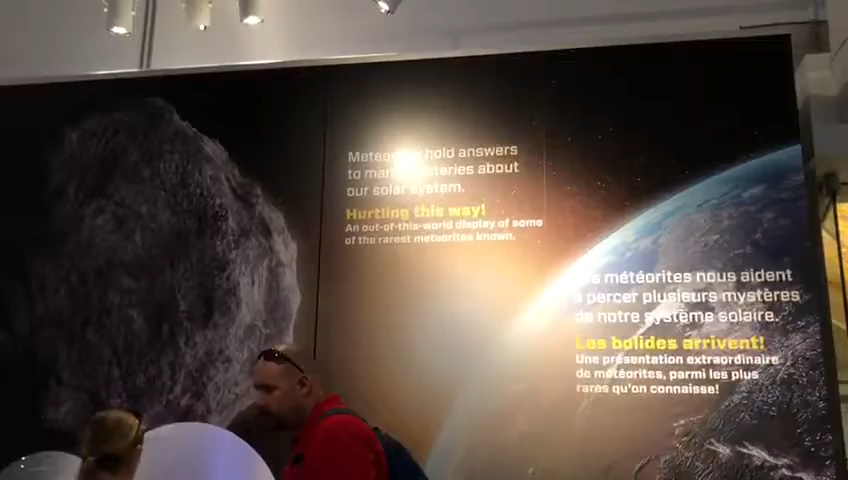 hold answers
to many mysteries about
our solar system.
Hurtling this way!
An out-of-this-world display of some
of the rarest meteorites known.
météorites nous aident
à percer plusieurs mystères
de notre système solaire.
Les bolides arrivent!
Une présentation extraordinaire
de météorites, parmi les plus
rares qu'on connaisse!